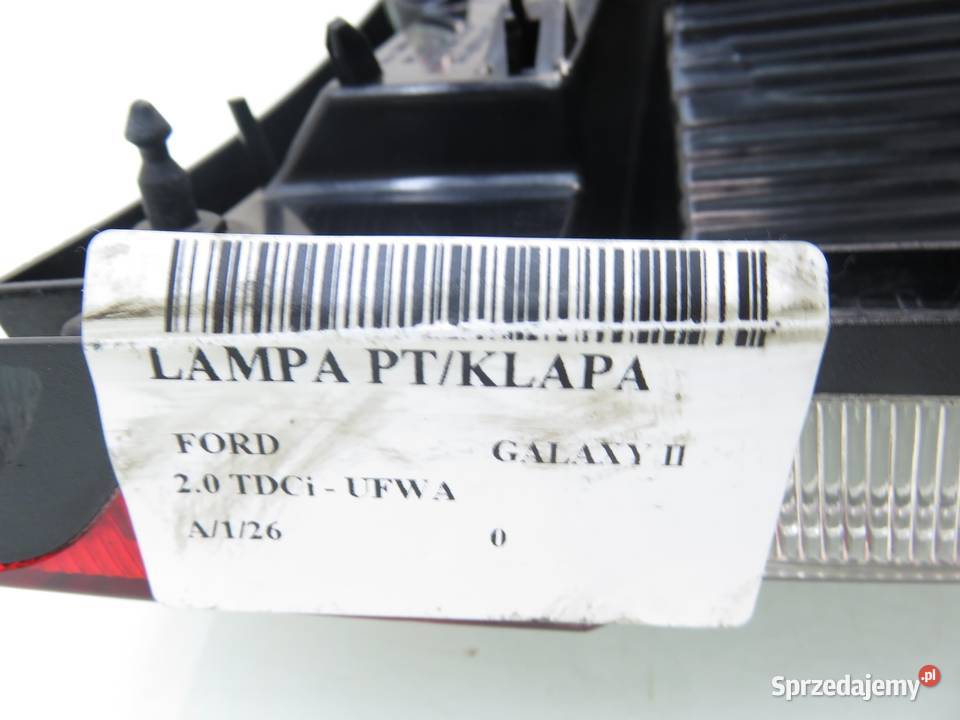 LAMPA PT/KLAPA
FORD GALAXY II
2.0 TDCi - UFWA
A/1/26 0
Sprzedajemy.pl